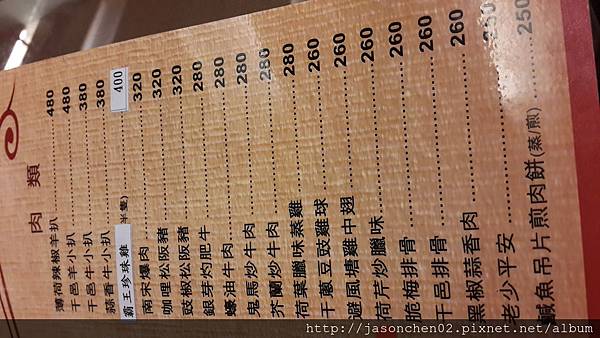 肉 類
薄荷辣椒羊扒 480
干邑羊小扒 480
干邑牛小扒 380
蒜香牛小扒 380
霸王珍珠雞 半隻) 400
南宋爆肉 320
咖哩松阪豬 320
豉椒松阪豬 320
銀芽灼肥牛 280
蠔油牛肉 280
鬼馬炒牛肉 280
芥蘭炒牛肉 280
荷葉臘味蒸雞 280
干蔥豆豉雞球 260
避風塘雞中翅 260
荷芹炒臘味 260
脆梅排骨 260
干邑排骨 260
黑椒蒜香肉 260
老少平安 260
鹹魚吊片煎肉餅(蒸/煎) 250
http://jasonchen02.pixnet.net/album